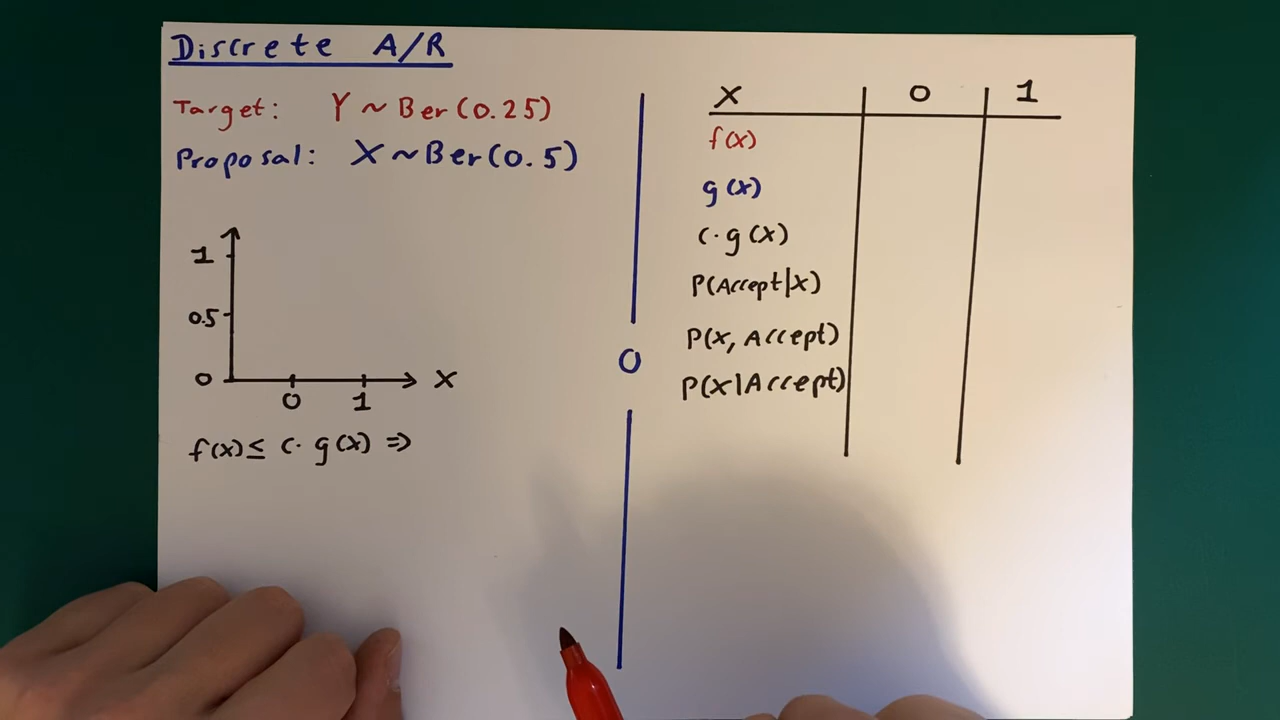 Discrete A/R
Target: Y ~ Ber(0.25)
Proposal: X ~ Ber(0.5)
1
0.5
0
0 1
X
f(x) ≤ c · g(x) ⇒
0
X 0 1
f(x)
g(x)
c · g(x)
P(Accept|x)
P(x, Accept)
P(x|Accept)